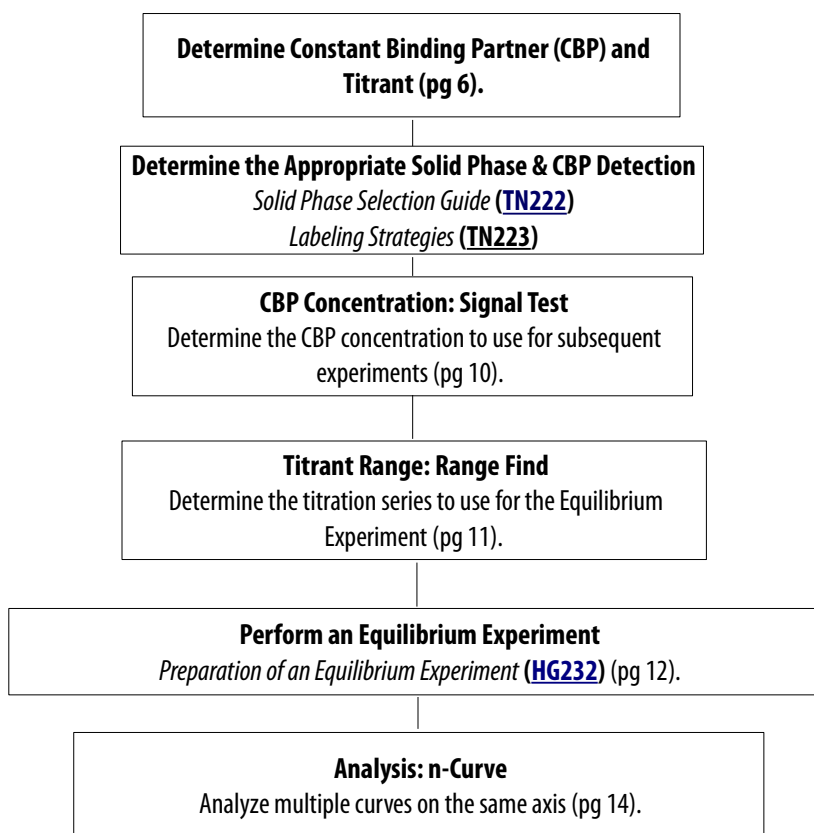 Determine Constant Binding Partner (CBP) and
Titrant (pg 6).
Determine the Appropriate Solid Phase & CBP Detection
Solid Phase Selection Guide (TN222)
Labeling Strategies (TN223)
CBP Concentration: Signal Test
Determine the CBP concentration to use for subsequent
experiments (pg 10).
Titrant Range: Range Find
Determine the titration series to use for the Equilibrium
Experiment (pg 11).
Perform an Equilibrium Experiment
Preparation of an Equilibrium Experiment (HG232) (pg 12).
Analysis: n-Curve
Analyze multiple curves on the same axis (pg 14).